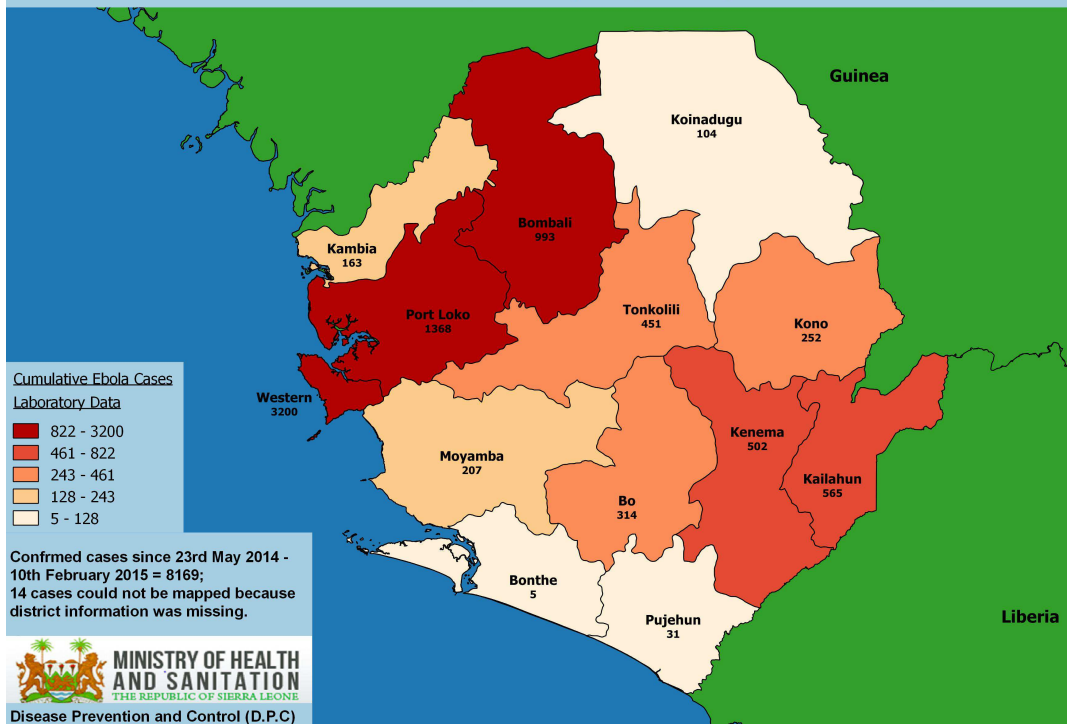 Guinea
Koinadugu
104
Bombali
993
Kambia
163
Port Loko
1368
Tonkolili
451
Kono
252
Western
3200
Kenema
502
Kailahun
565
Moyamba
207
Bo
314
Bonthe
5
Pujehun
31
Liberia
Cumulative Ebola Cases
Laboratory Data
822 - 3200
461 - 822
243 - 461
128 - 243
5 - 128
Confrmed cases since 23rd May 2014 -
10th February 2015 = 8169;
14 cases could not be mapped because
district information was missing.
MINISTRY OF HEALTH
AND SANITATION
THE REPUBLIC OF SIERRA LEONE
Disease Prevention and Control (D.P.C)